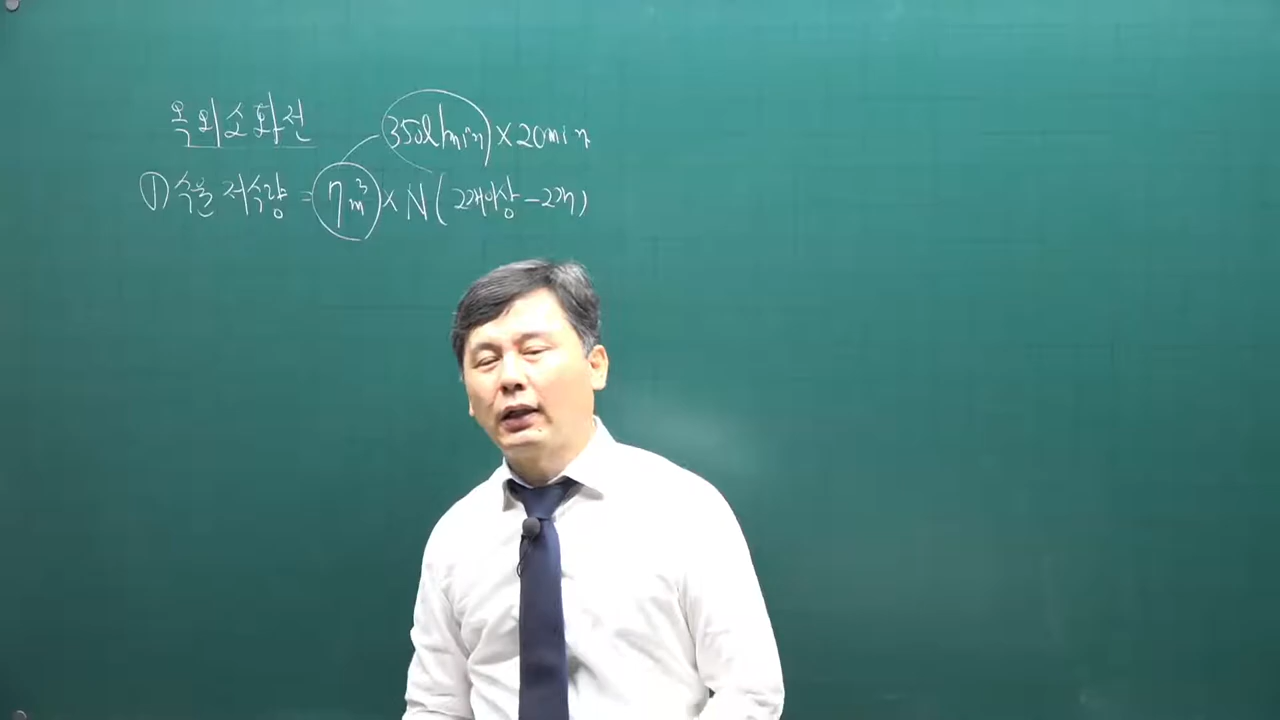 옥외소화전
350l/min × 20min
① 수원 저수량 = 7m³ × N ( 2개이상 - 2개)